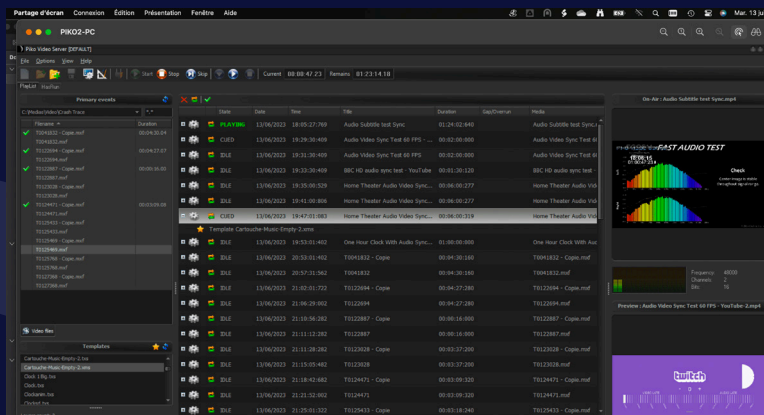 Partage d'écran Connexion Édition Présentation Fenêtre Aide
Mar. 13 ju
PIKO2-PC
Piko Video Server [DEFAULT]
File Options View Help
Start Stop Skip Current 00:00:47.23 Remains 01:23:14.18
PlayList
Primary events
C:\Medias\Video\Crash Trace *.*
Filename Duration
T0041832 - Copie.mxf 00:04:30.04
T0041832.mxf
T0122694 - Copie.mxf 00:04:27.07
T0122694.mxf
T0122887 - Copie.mxf 00:00:16.00
T0122887.mxf
T0123028 - Copie.mxf
T0123028.mxf
T0124471 - Copie.mxf 00:03:09.08
T0124471.mxf
T0125433 - Copie.mxf
T0125433.mxf
T0125469 - Copie.mxf
T0125469.mxf
T0125768 - Copie.mxf
T0125768.mxf
T0127368 - Copie.mxf
T0127368.mxf
Video files
Templates
Cartouche-Music-Empty-2.txs
Cartouche-Music-Empty-2.xms
Clock 1Big.txs
Clock.txs
Clockanim.txs
State Date Time Title Duration Gap/Overrun Media
PLAYING 13/06/2023 18:05:27:769 Audio Subtitle test Sync 01:24:02:640 Audio Subtitle test Sync.
CUED 13/06/2023 19:29:30:409 Audio Video Sync Test 60 FPS - ... 00:02:00:000 Audio Video Sync Test 6
IDLE 13/06/2023 19:31:30:409 Audio Video Sync Test 60 FPS 00:02:00:000 Audio Video Sync Test 6
IDLE 13/06/2023 19:33:30:409 BBC HD audio sync test - YouTube 00:01:30:120 BBC HD audio sync test -
IDLE 13/06/2023 19:35:00:529 Home Theater Audio Video Sync... 00:06:00:277 Home Theater Audio Vid
IDLE 13/06/2023 19:41:00:806 Home Theater Audio Video Sync... 00:06:00:277 Home Theater Audio Vid
CUED 13/06/2023 19:47:01:083 Home Theater Audio Video Sync... 00:06:00:319 Home Theater Audio Vid
Template Cartouche-Music-Empty-2.xms
IDLE 13/06/2023 19:53:01:402 One Hour Clock With Audio Sync... 01:00:00:000 One Hour Clock With Aud
IDLE 13/06/2023 20:53:01:402 T0041832 - Copie 00:04:30:160 T0041832 - Copie.mxf
IDLE 13/06/2023 20:57:31:562 T0041832 00:04:30:160 T0041832.mxf
IDLE 13/06/2023 21:02:01:722 T0122694 - Copie 00:04:27:280 T0122694 - Copie.mxf
IDLE 13/06/2023 21:06:29:002 T0122694 00:04:27:280 T0122694.mxf
IDLE 13/06/2023 21:10:56:282 T0122887 - Copie 00:00:16:000 T0122887 - Copie.mxf
IDLE 13/06/2023 21:11:12:282 T0122887 00:00:16:000 T0122887.mxf
IDLE 13/06/2023 21:11:28:282 T0123028 - Copie 00:03:37:200 T0123028 - Copie.mxf
IDLE 13/06/2023 21:15:05:482 T0123028 00:03:37:200 T0123028.mxf
IDLE 13/06/2023 21:18:42:682 T0124471 - Copie 00:03:09:320 T0124471 - Copie.mxf
IDLE 13/06/2023 21:21:52:002 T0124471 00:03:09:320 T0124471.mxf
IDLE 13/06/2023 21:25:01:322 T0125433 - Copie 00:03:18:240 T0125433 - Copie.mxf
On-Air : Audio Subtitle test Sync.mp4
FAST AUDIO TEST
18:06:15
Check
Frequency 48000
Channels: 2
Bits: 16
Preview : Audio Video Sync Test 60 FPS - YouTube-2.mp4
twitch